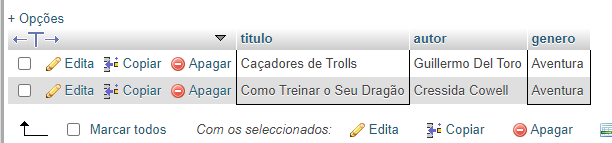 + Opções
titulo autor genero
Edita Copiar Apagar Caçadores de Trolls Guillermo Del Toro Aventura
Edita Copiar Apagar Como Treinar o Seu Dragão Cressida Cowell Aventura
Marcar todos Com os seleccionados: Edita Copiar Apagar